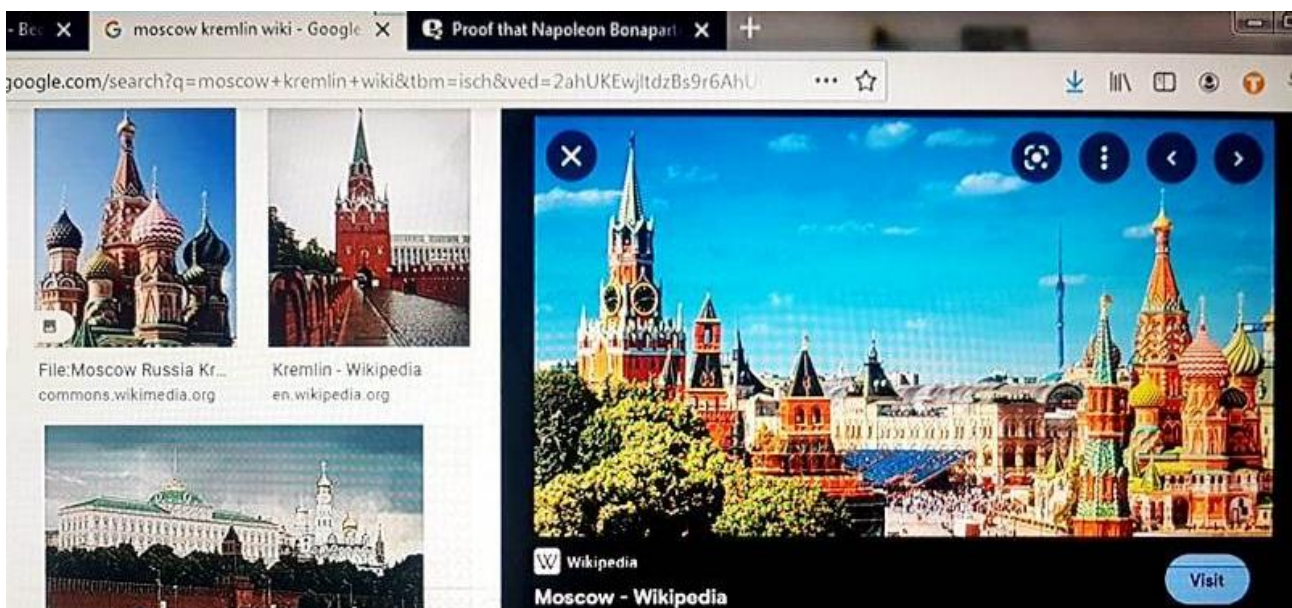 - Bec
moscow kremlin wiki - Google
Proof that Napoleon Bonapart
google.com/search?q=moscow+kremlin+wiki&tbm=isch&ved=2ahUKEwjltdzBs9r6AhU
File:Moscow Russia Kr...
commons.wikimedia.org
Kremlin - Wikipedia
en.wikipedia.org
W Wikipedia
Moscow - Wikipedia
Visit